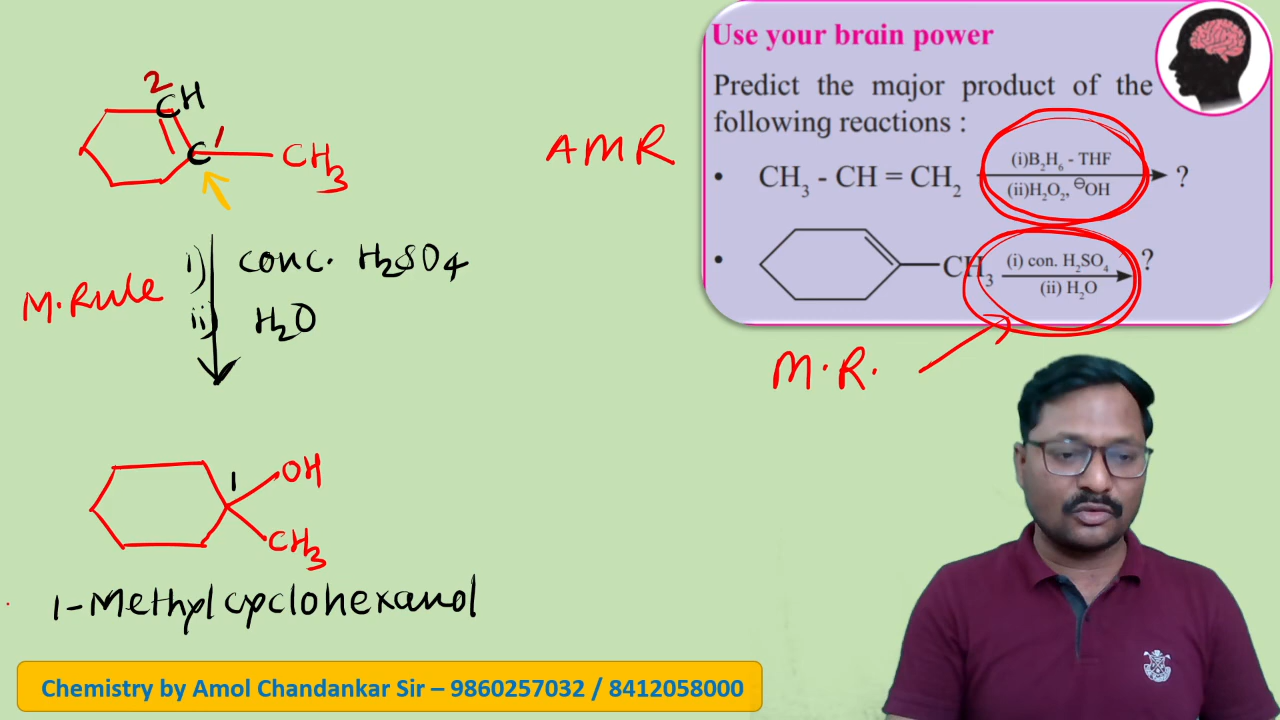 2
CH
C 1 CH3
AMR
M.Rule
i) conc. H2SO4
ii) H2O
1 OH
CH3
1-Methylcyclohexanol
Use your brain power
Predict the major product of the
following reactions :
• CH3 - CH = CH2 (i)B2H6 - THF ?
(ii)H2O2, ⊖OH
• CH3 (i) con. H2SO4 ?
(ii) H2O
M.R.
Chemistry by Amol Chandankar Sir – 9860257032 / 8412058000